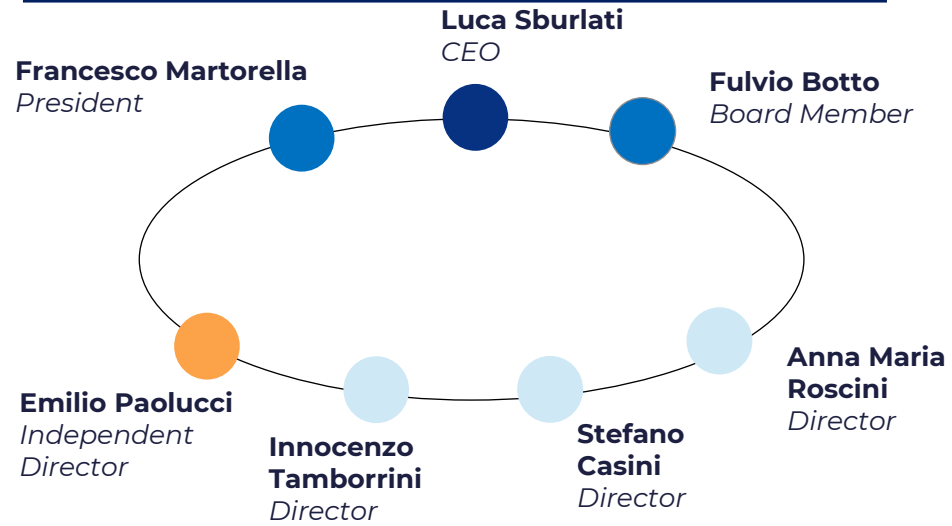 Luca Sburlati
CEO
Francesco Martorella
President
Fulvio Botto
Board Member
Emilio Paolucci
Independent
Director
Innocenzo
Tamborrini
Director
Stefano
Casini
Director
Anna Maria
Roscini
Director